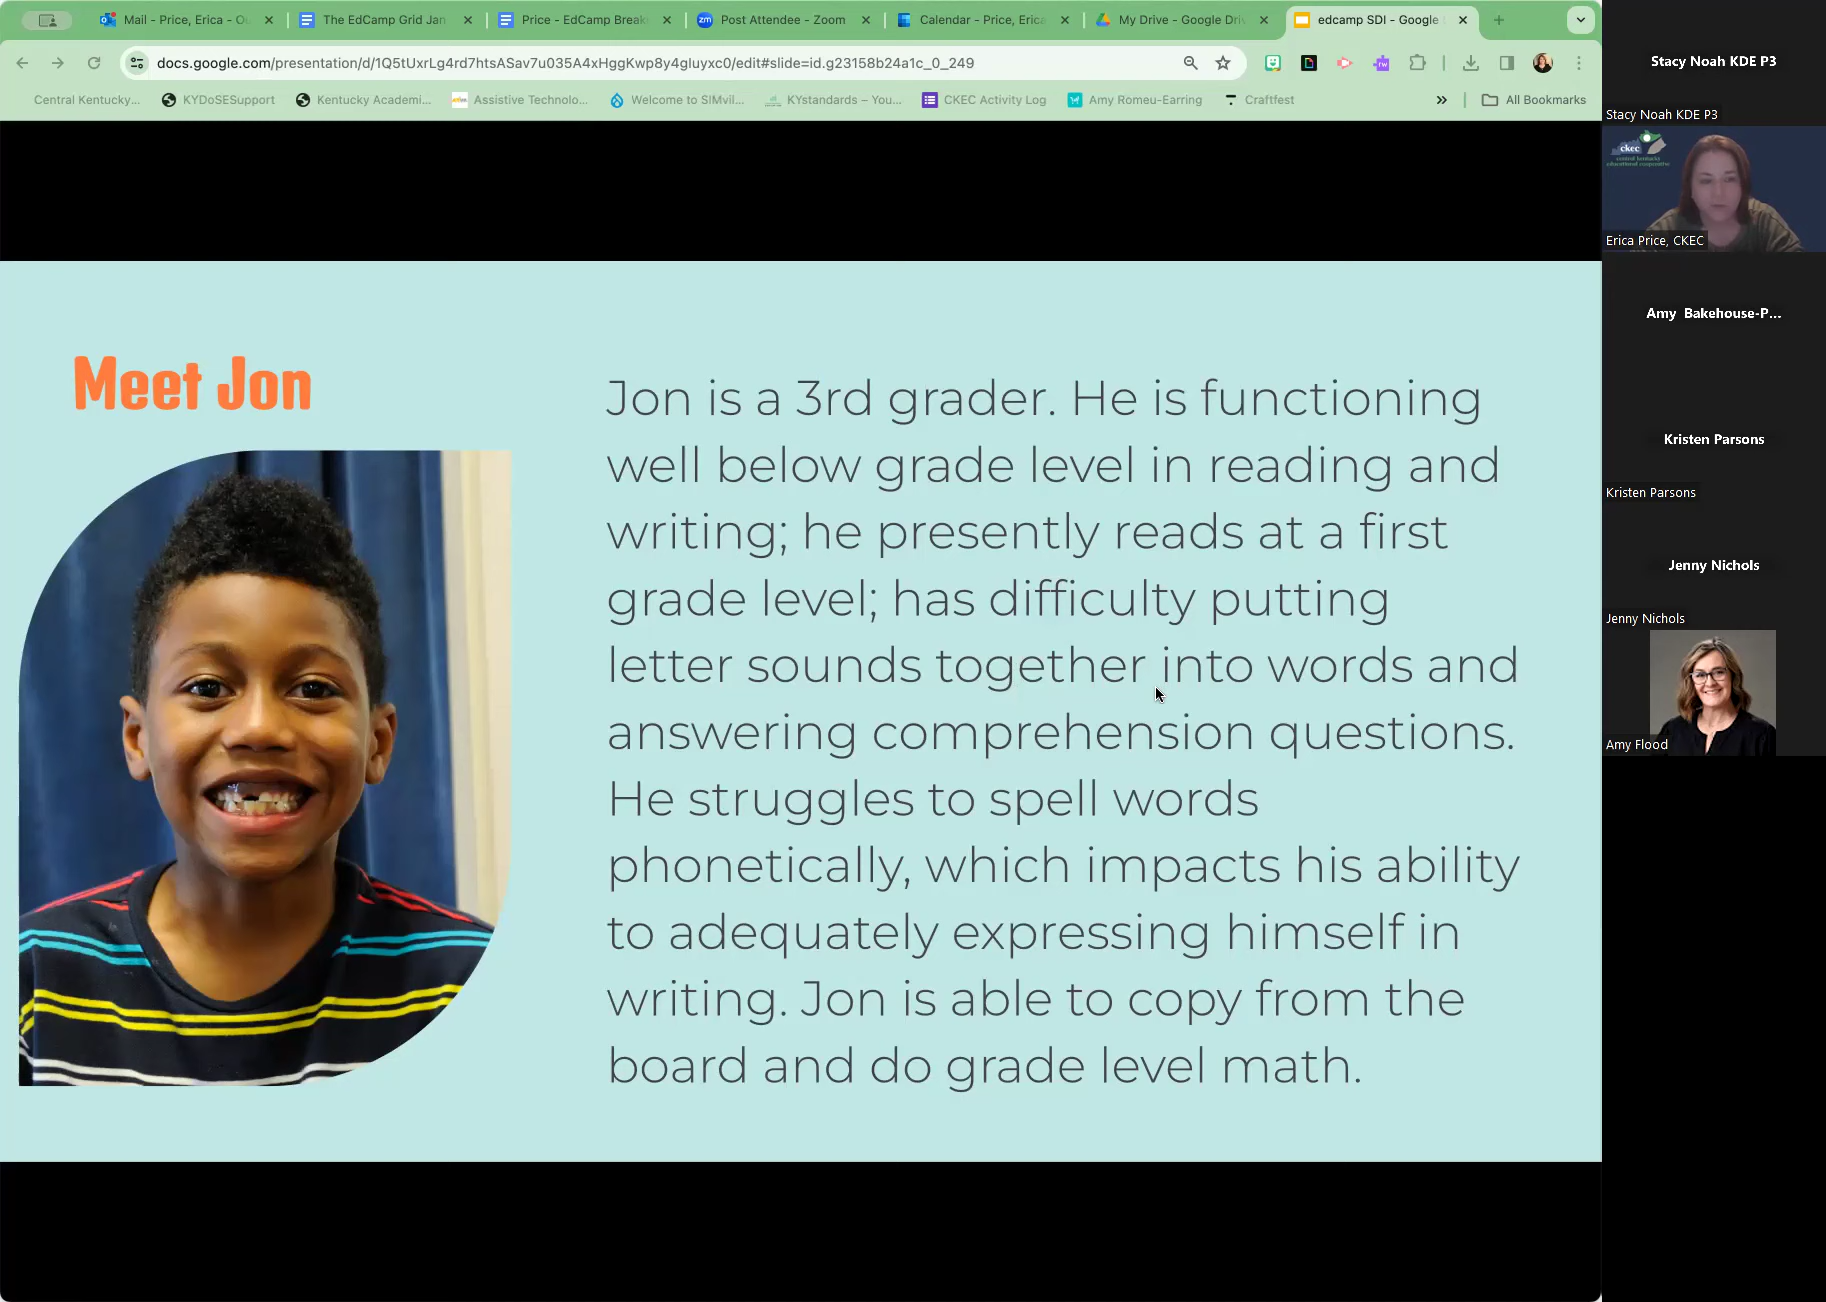 Mail - Price, Erica - O
The EdCamp Grid Jan
Price - EdCamp Break
zm Post Attendee - Zoom
Calendar - Price, Erica
My Drive - Google Dri
edcamp SDI - Google
docs.google.com/presentation/d/1Q5tUxrLg4rd7htsASav7u035A4xHggKwp8y4gluyxc0/edit#slide=id.g23158b24a1c_0_249
Central Kentucky...
KYDoSESupport
Kentucky Academi...
Assistive Technolo...
Welcome to SIMvil...
KYstandards – You...
CKEC Activity Log
Amy Romeu-Earring
Craftfest
All Bookmarks
Meet Jon
Jon is a 3rd grader. He is functioning
well below grade level in reading and
writing; he presently reads at a first
grade level; has difficulty putting
letter sounds together into words and
answering comprehension questions.
He struggles to spell words
phonetically, which impacts his ability
to adequately expressing himself in
writing. Jon is able to copy from the
board and do grade level math.
Stacy Noah KDE P3
Stacy Noah KDE P3
ckec
central kentucky
educational cooperative
Erica Price, CKEC
Amy Bakehouse-P...
Kristen Parsons
Kristen Parsons
Jenny Nichols
Jenny Nichols
Amy Flood